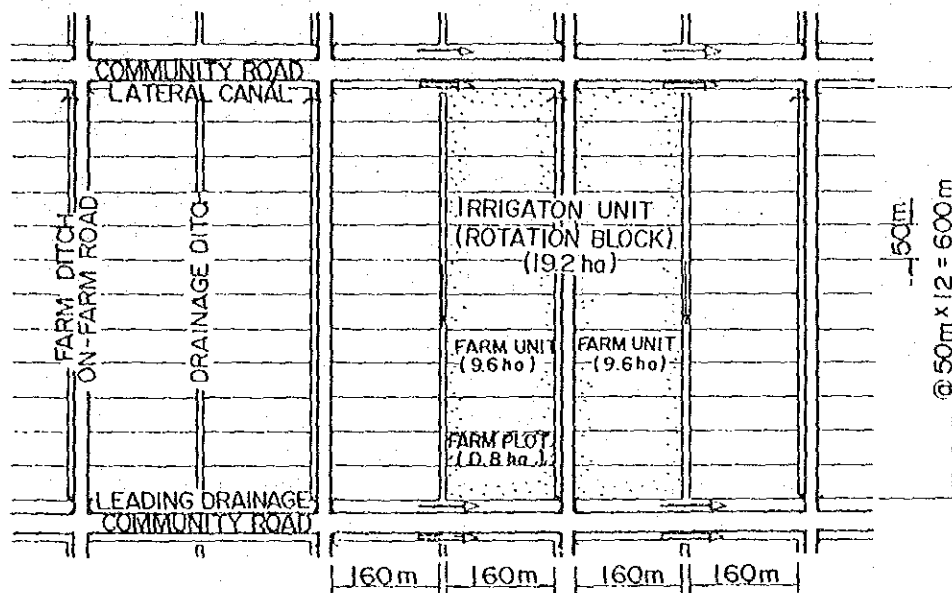 COMMUNITY ROAD
LATERAL CANAL
FARM DITCH
ON-FARM ROAD
DRAINAGE DITCH
IRRIGATON UNIT
(ROTATION BLOCK)
(19.2 ha)
FARM UNIT
(9.6 ha)
FARM UNIT
(9.6 ha)
FARM PLOT
(0.8 ha)
LEADING DRAINAGE
COMMUNITY ROAD
50m
@50m x 12 = 600m
160m
160m
160m
160m